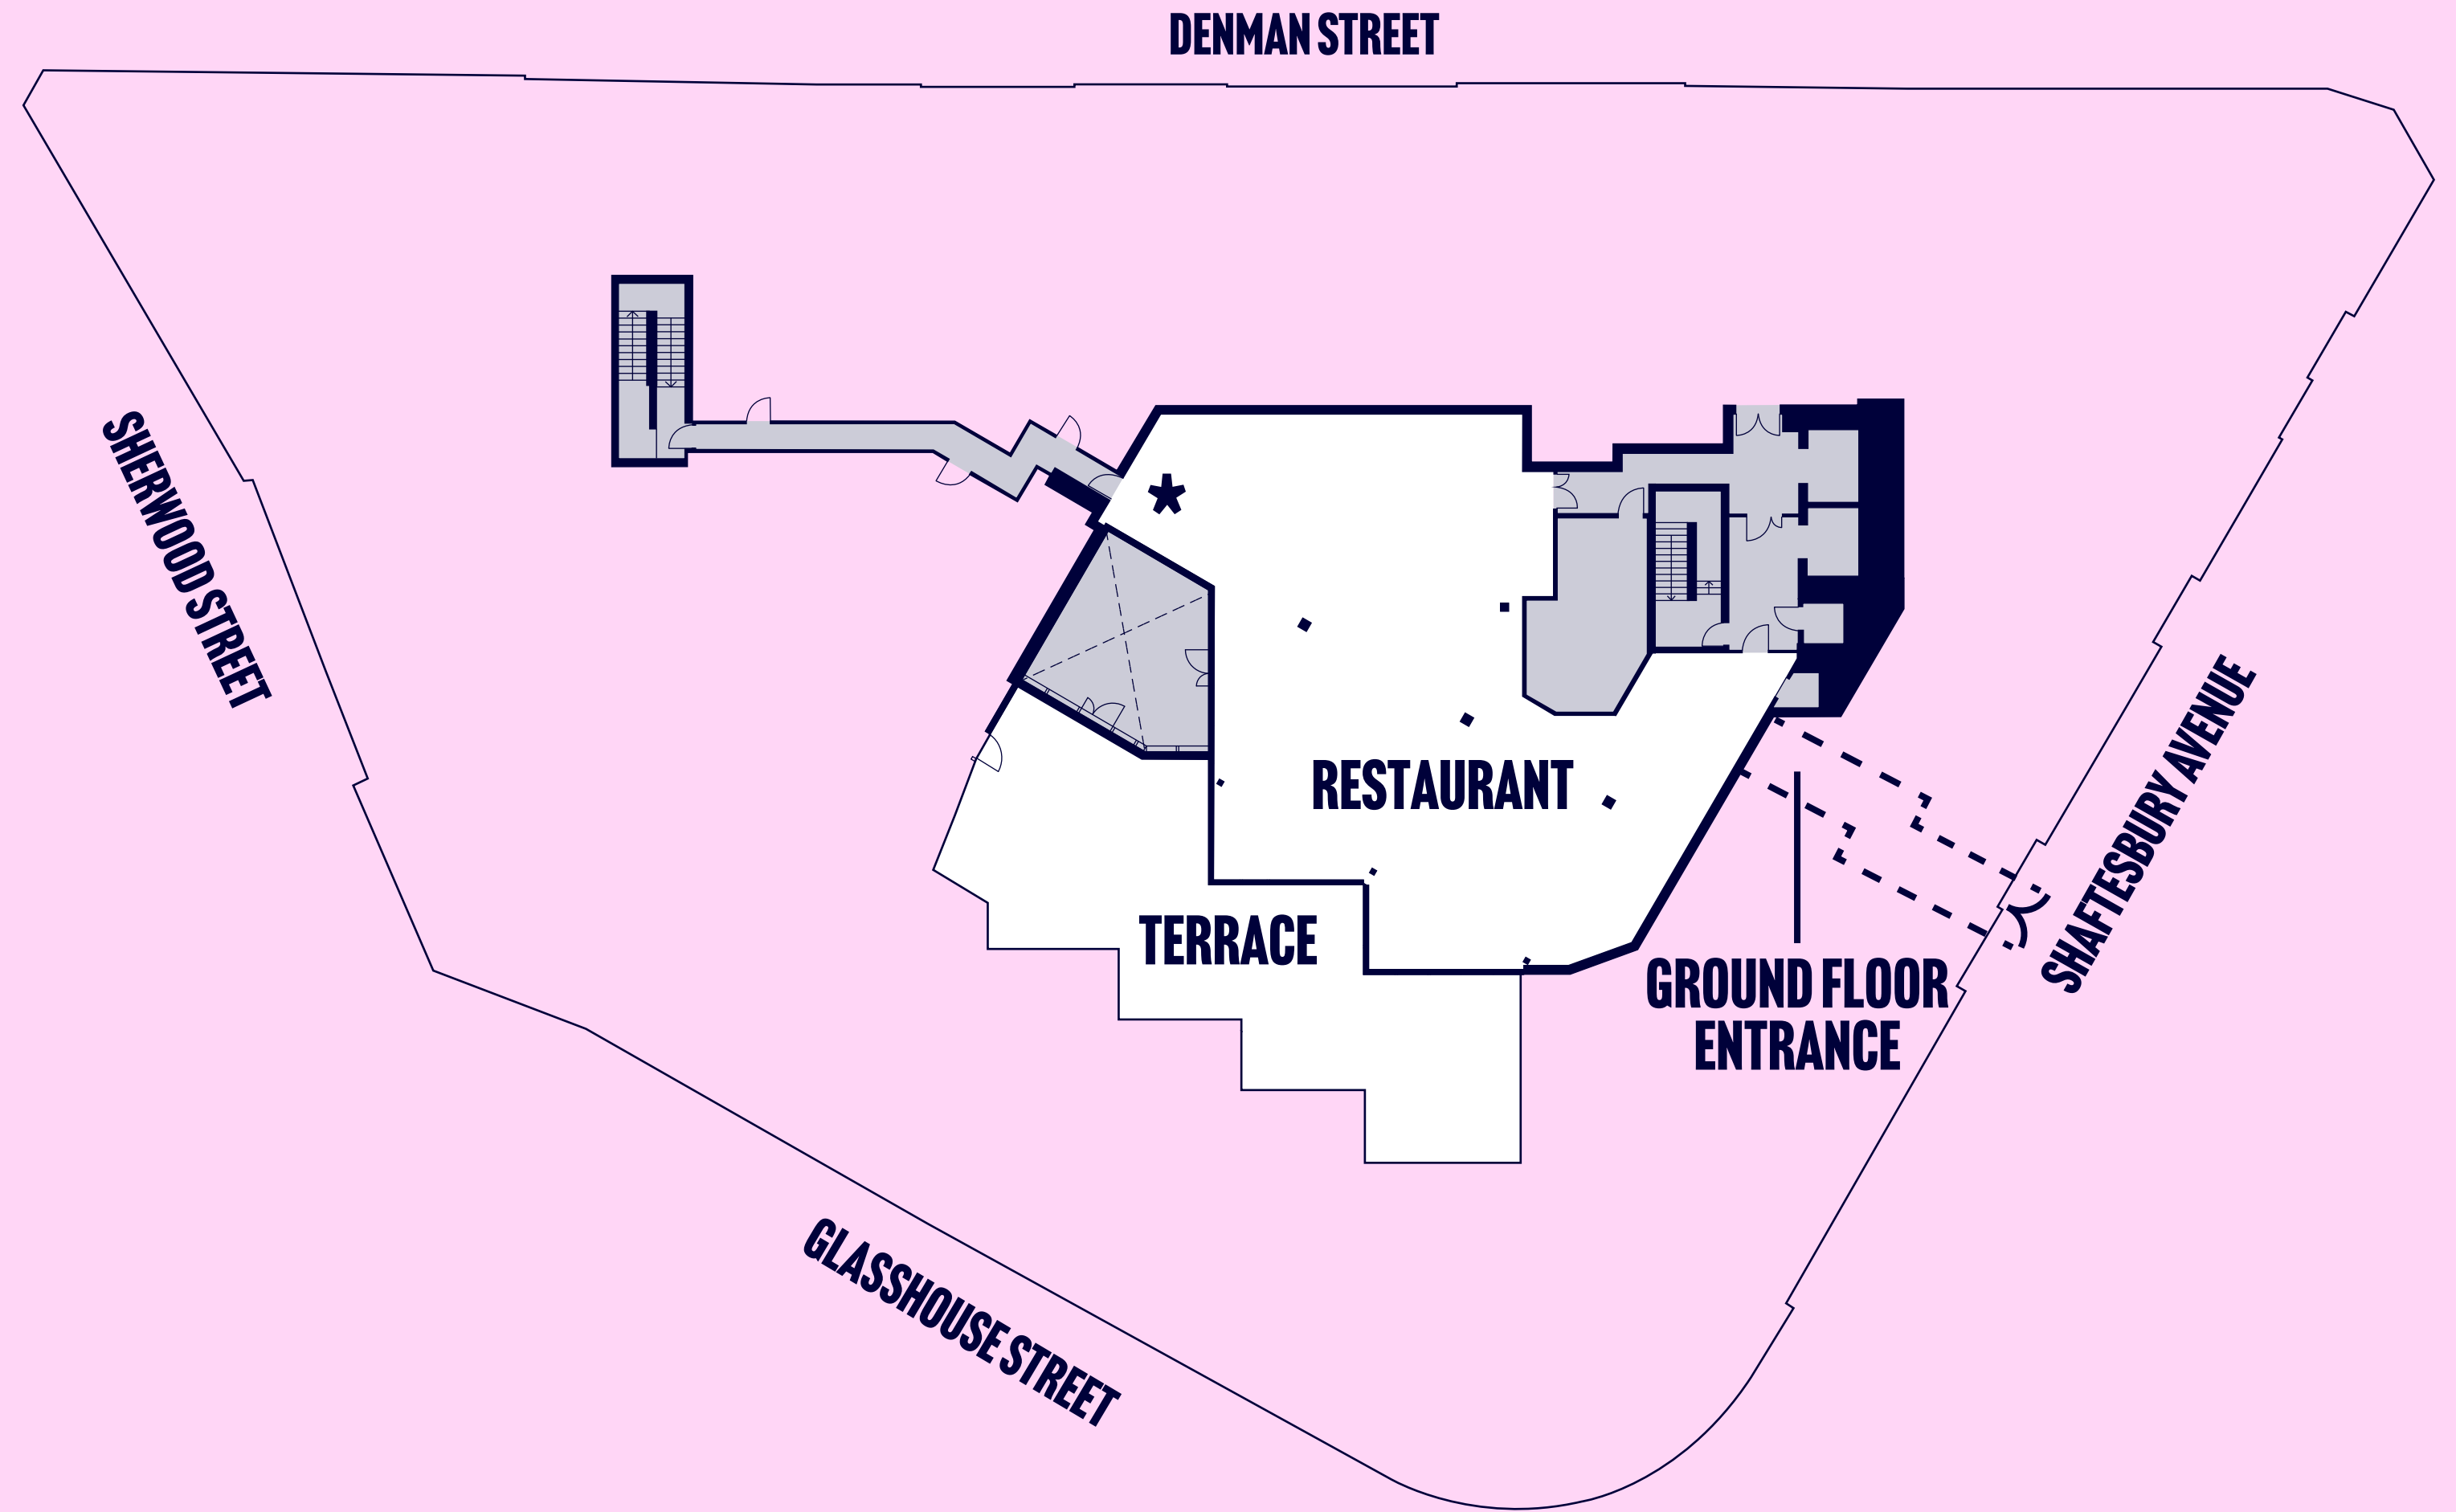 DENMAN STREET
SHERWOOD STREET
*
RESTAURANT
SHAFTESBURY AVENUE
TERRACE
GROUND FLOOR
ENTRANCE
GLASSHOUSE STREET